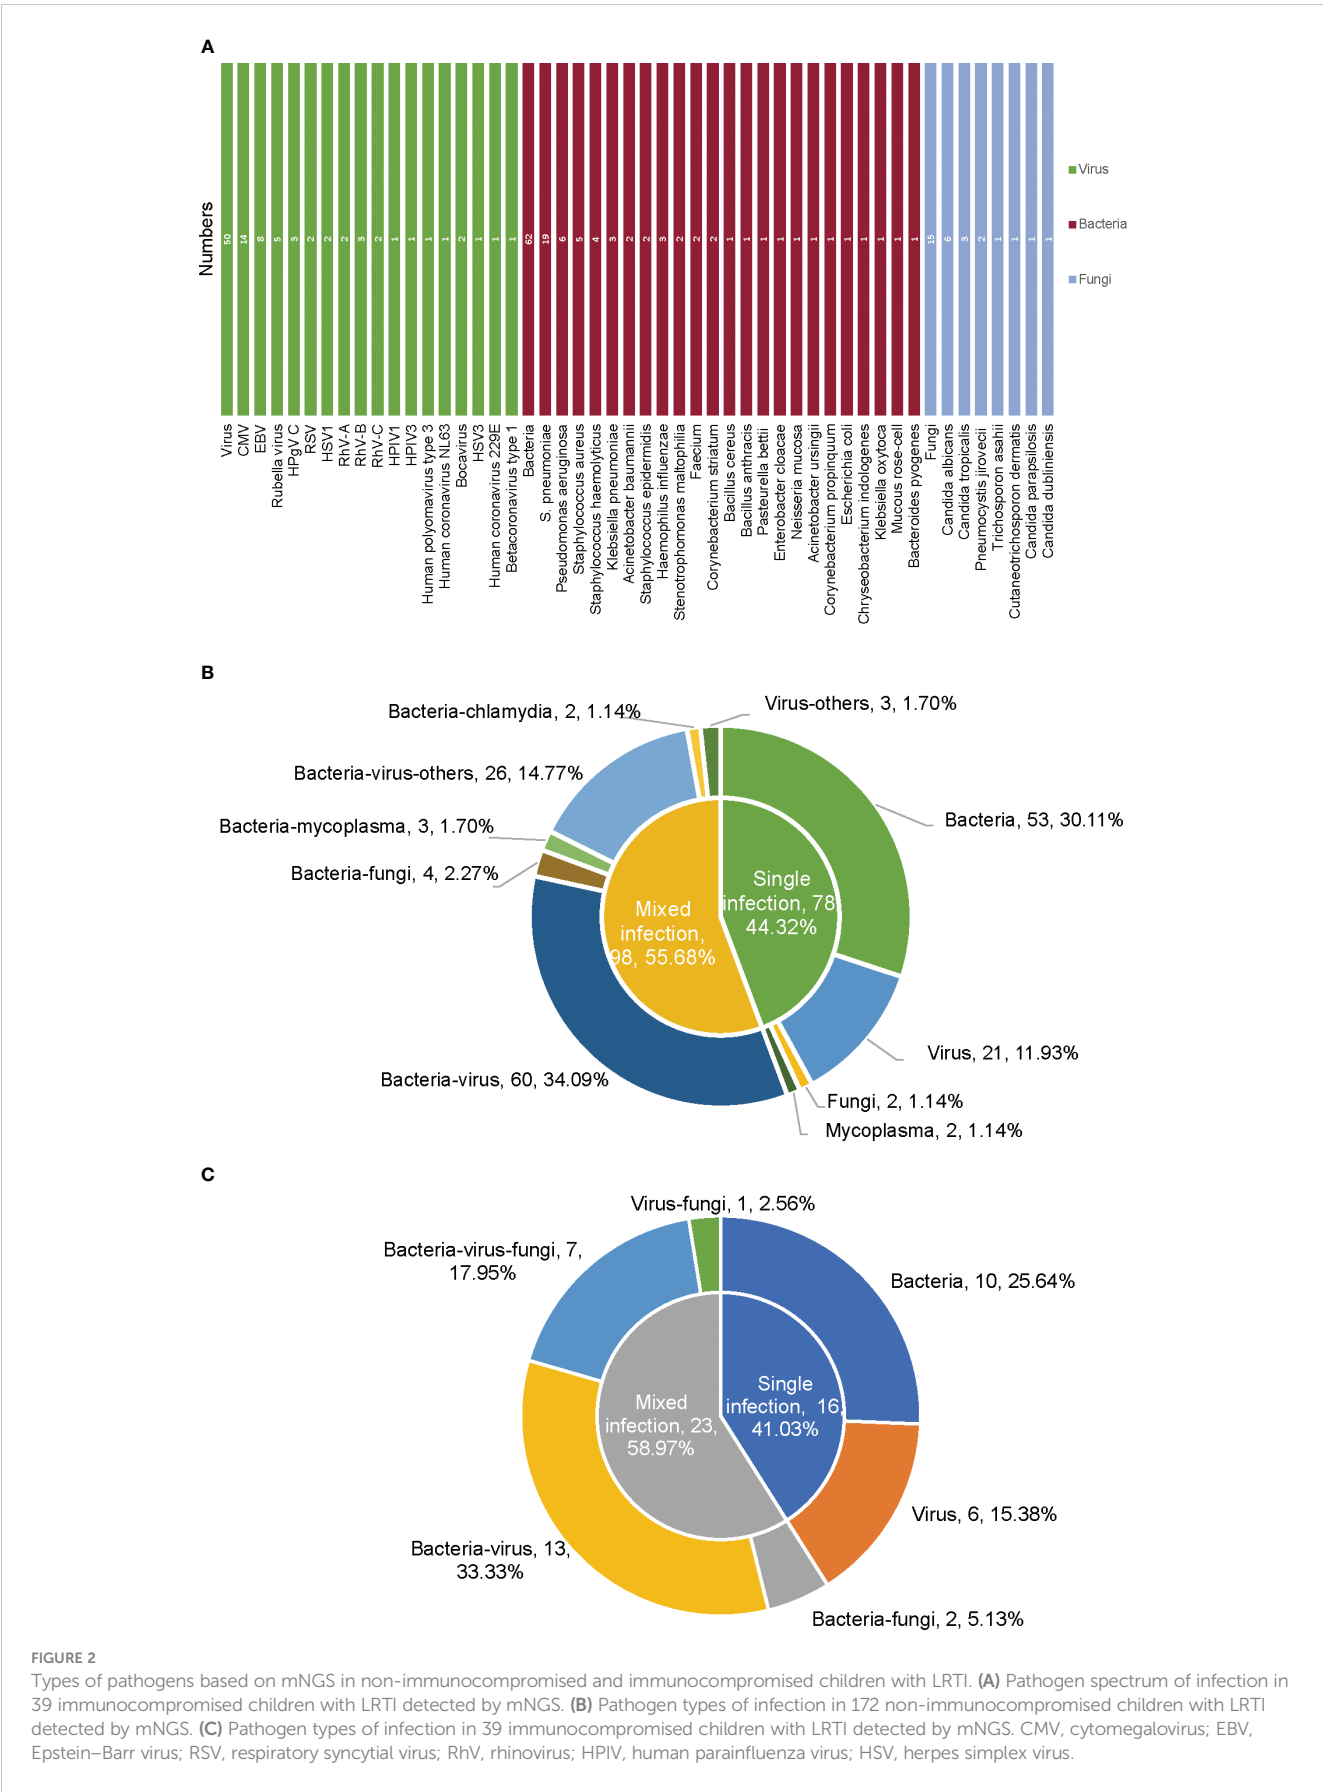 A
Numbers
50
14
8
5
3
2
2
2
3
2
1
1
1
1
2
1
1
1
62
19
6
5
4
3
2
2
3
2
2
2
1
1
1
1
1
1
1
1
1
1
1
1
15
6
3
2
1
1
1
1
Virus
Bacteria
Fungi
Virus
CMV
EBV
Rubella virus
HPgV C
RSV
HSV1
RhV-A
RhV-B
RhV-C
HPIV1
HPIV3
Human polyomavirus type 3
Human coronavirus NL63
Bocavirus
HSV3
Human coronavirus 229E
Betacoronavirus type 1
Bacteria
S. pneumoniae
Pseudomonas aeruginosa
Staphylococcus aureus
Staphylococcus haemolyticus
Klebsiella pneumoniae
Acinetobacter baumannii
Staphylococcus epidermidis
Haemophilus influenzae
Stenotrophomonas maltophilia
Faecium
Corynebacterium striatum
Bacillus cereus
Bacillus anthracis
Pasteurella bettii
Enterobacter cloacae
Neisseria mucosa
Acinetobacter ursingii
Corynebacterium propinquum
Escherichia coli
Chryseobacterium indologenes
Klebsiella oxytoca
Mucous rose-cell
Bacteroides pyogenes
Fungi
Candida albicans
Candida tropicalis
Pneumocystis jirovecii
Trichosporon asahii
Cutaneotrichosporon dermatis
Candida parapsilosis
Candida dubliniensis
B
Bacteria-chlamydia, 2, 1.14%
Virus-others, 3, 1.70%
Bacteria-virus-others, 26, 14.77%
Bacteria-mycoplasma, 3, 1.70%
Bacteria-fungi, 4, 2.27%
Bacteria, 53, 30.11%
Single
infection, 78,
44.32%
Mixed
infection,
98, 55.68%
Virus, 21, 11.93%
Bacteria-virus, 60, 34.09%
Fungi, 2, 1.14%
Mycoplasma, 2, 1.14%
C
Virus-fungi, 1, 2.56%
Bacteria-virus-fungi, 7,
17.95%
Bacteria, 10, 25.64%
Single
infection, 16,
41.03%
Mixed
infection, 23,
58.97%
Virus, 6, 15.38%
Bacteria-virus, 13,
33.33%
Bacteria-fungi, 2, 5.13%
FIGURE 2
Types of pathogens based on mNGS in non-immunocompromised and immunocompromised children with LRTI. (A) Pathogen spectrum of infection in
39 immunocompromised children with LRTI detected by mNGS. (B) Pathogen types of infection in 172 non-immunocompromised children with LRTI
detected by mNGS. (C) Pathogen types of infection in 39 immunocompromised children with LRTI detected by mNGS. CMV, cytomegalovirus; EBV,
Epstein–Barr virus; RSV, respiratory syncytial virus; RhV, rhinovirus; HPIV, human parainfluenza virus; HSV, herpes simplex virus.